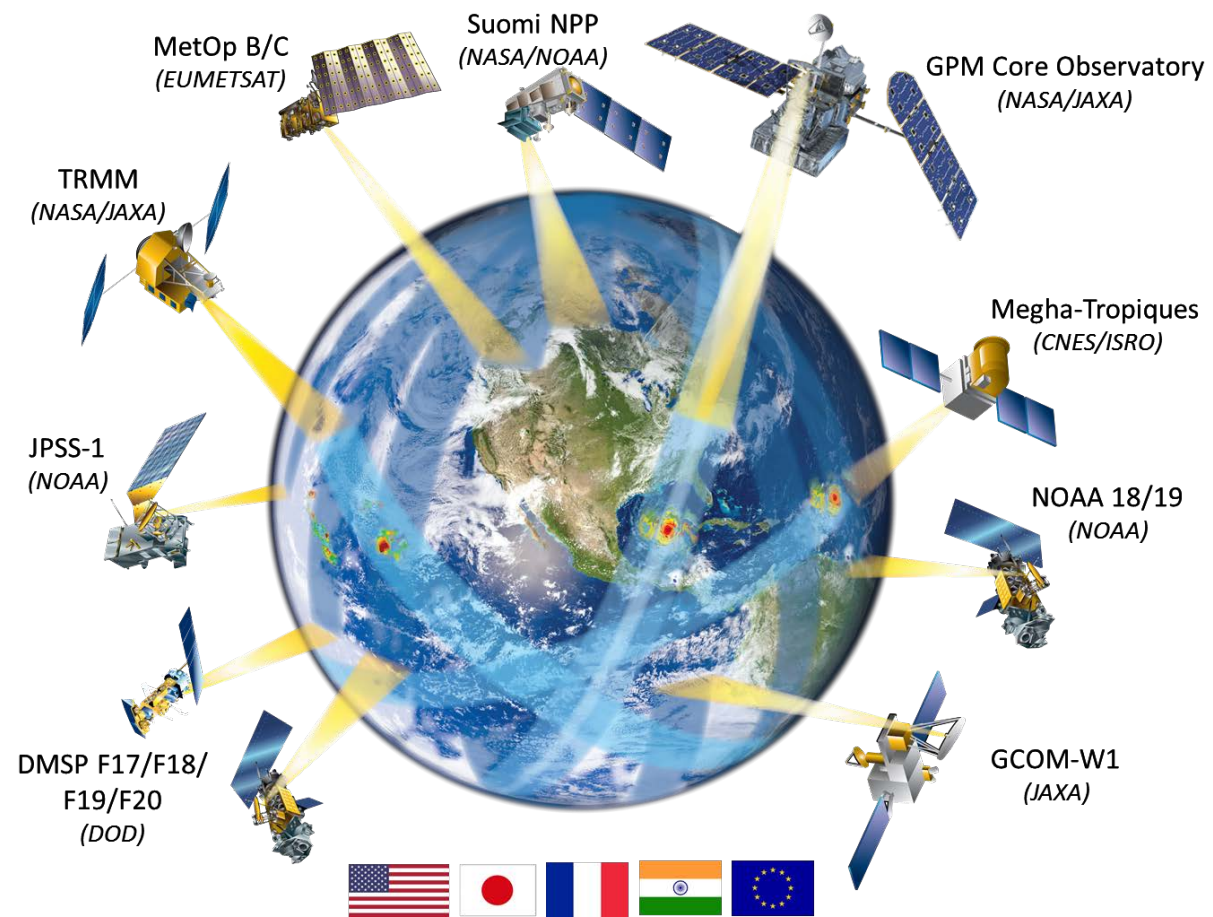 Suomi NPP
(NASA/NOAA)
MetOp B/C
(EUMETSAT)
GPM Core Observatory
(NASA/JAXA)
TRMM
(NASA/JAXA)
Megha-Tropiques
(CNES/ISRO)
JPSS-1
(NOAA)
NOAA 18/19
(NOAA)
DMSP F17/F18/
F19/F20
(DOD)
GCOM-W1
(JAXA)